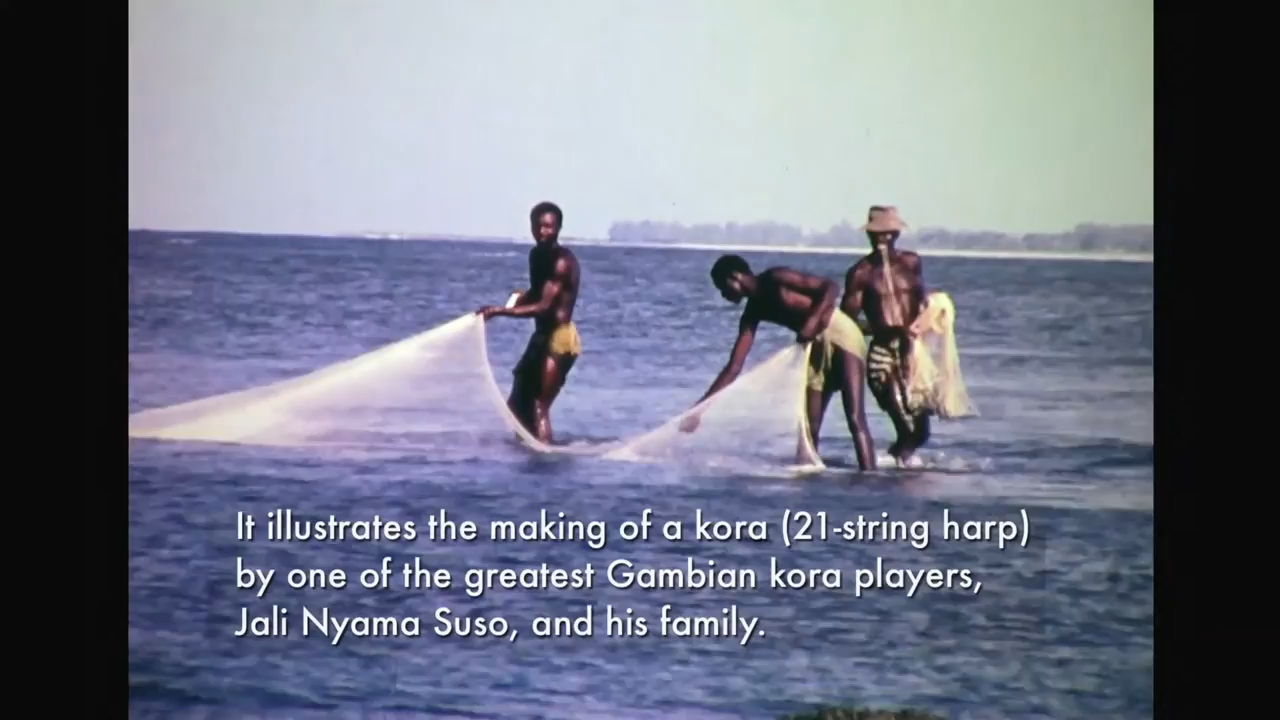 It illustrates the making of a kora (21-string harp)
by one of the greatest Gambian kora players,
Jali Nyama Suso, and his family.